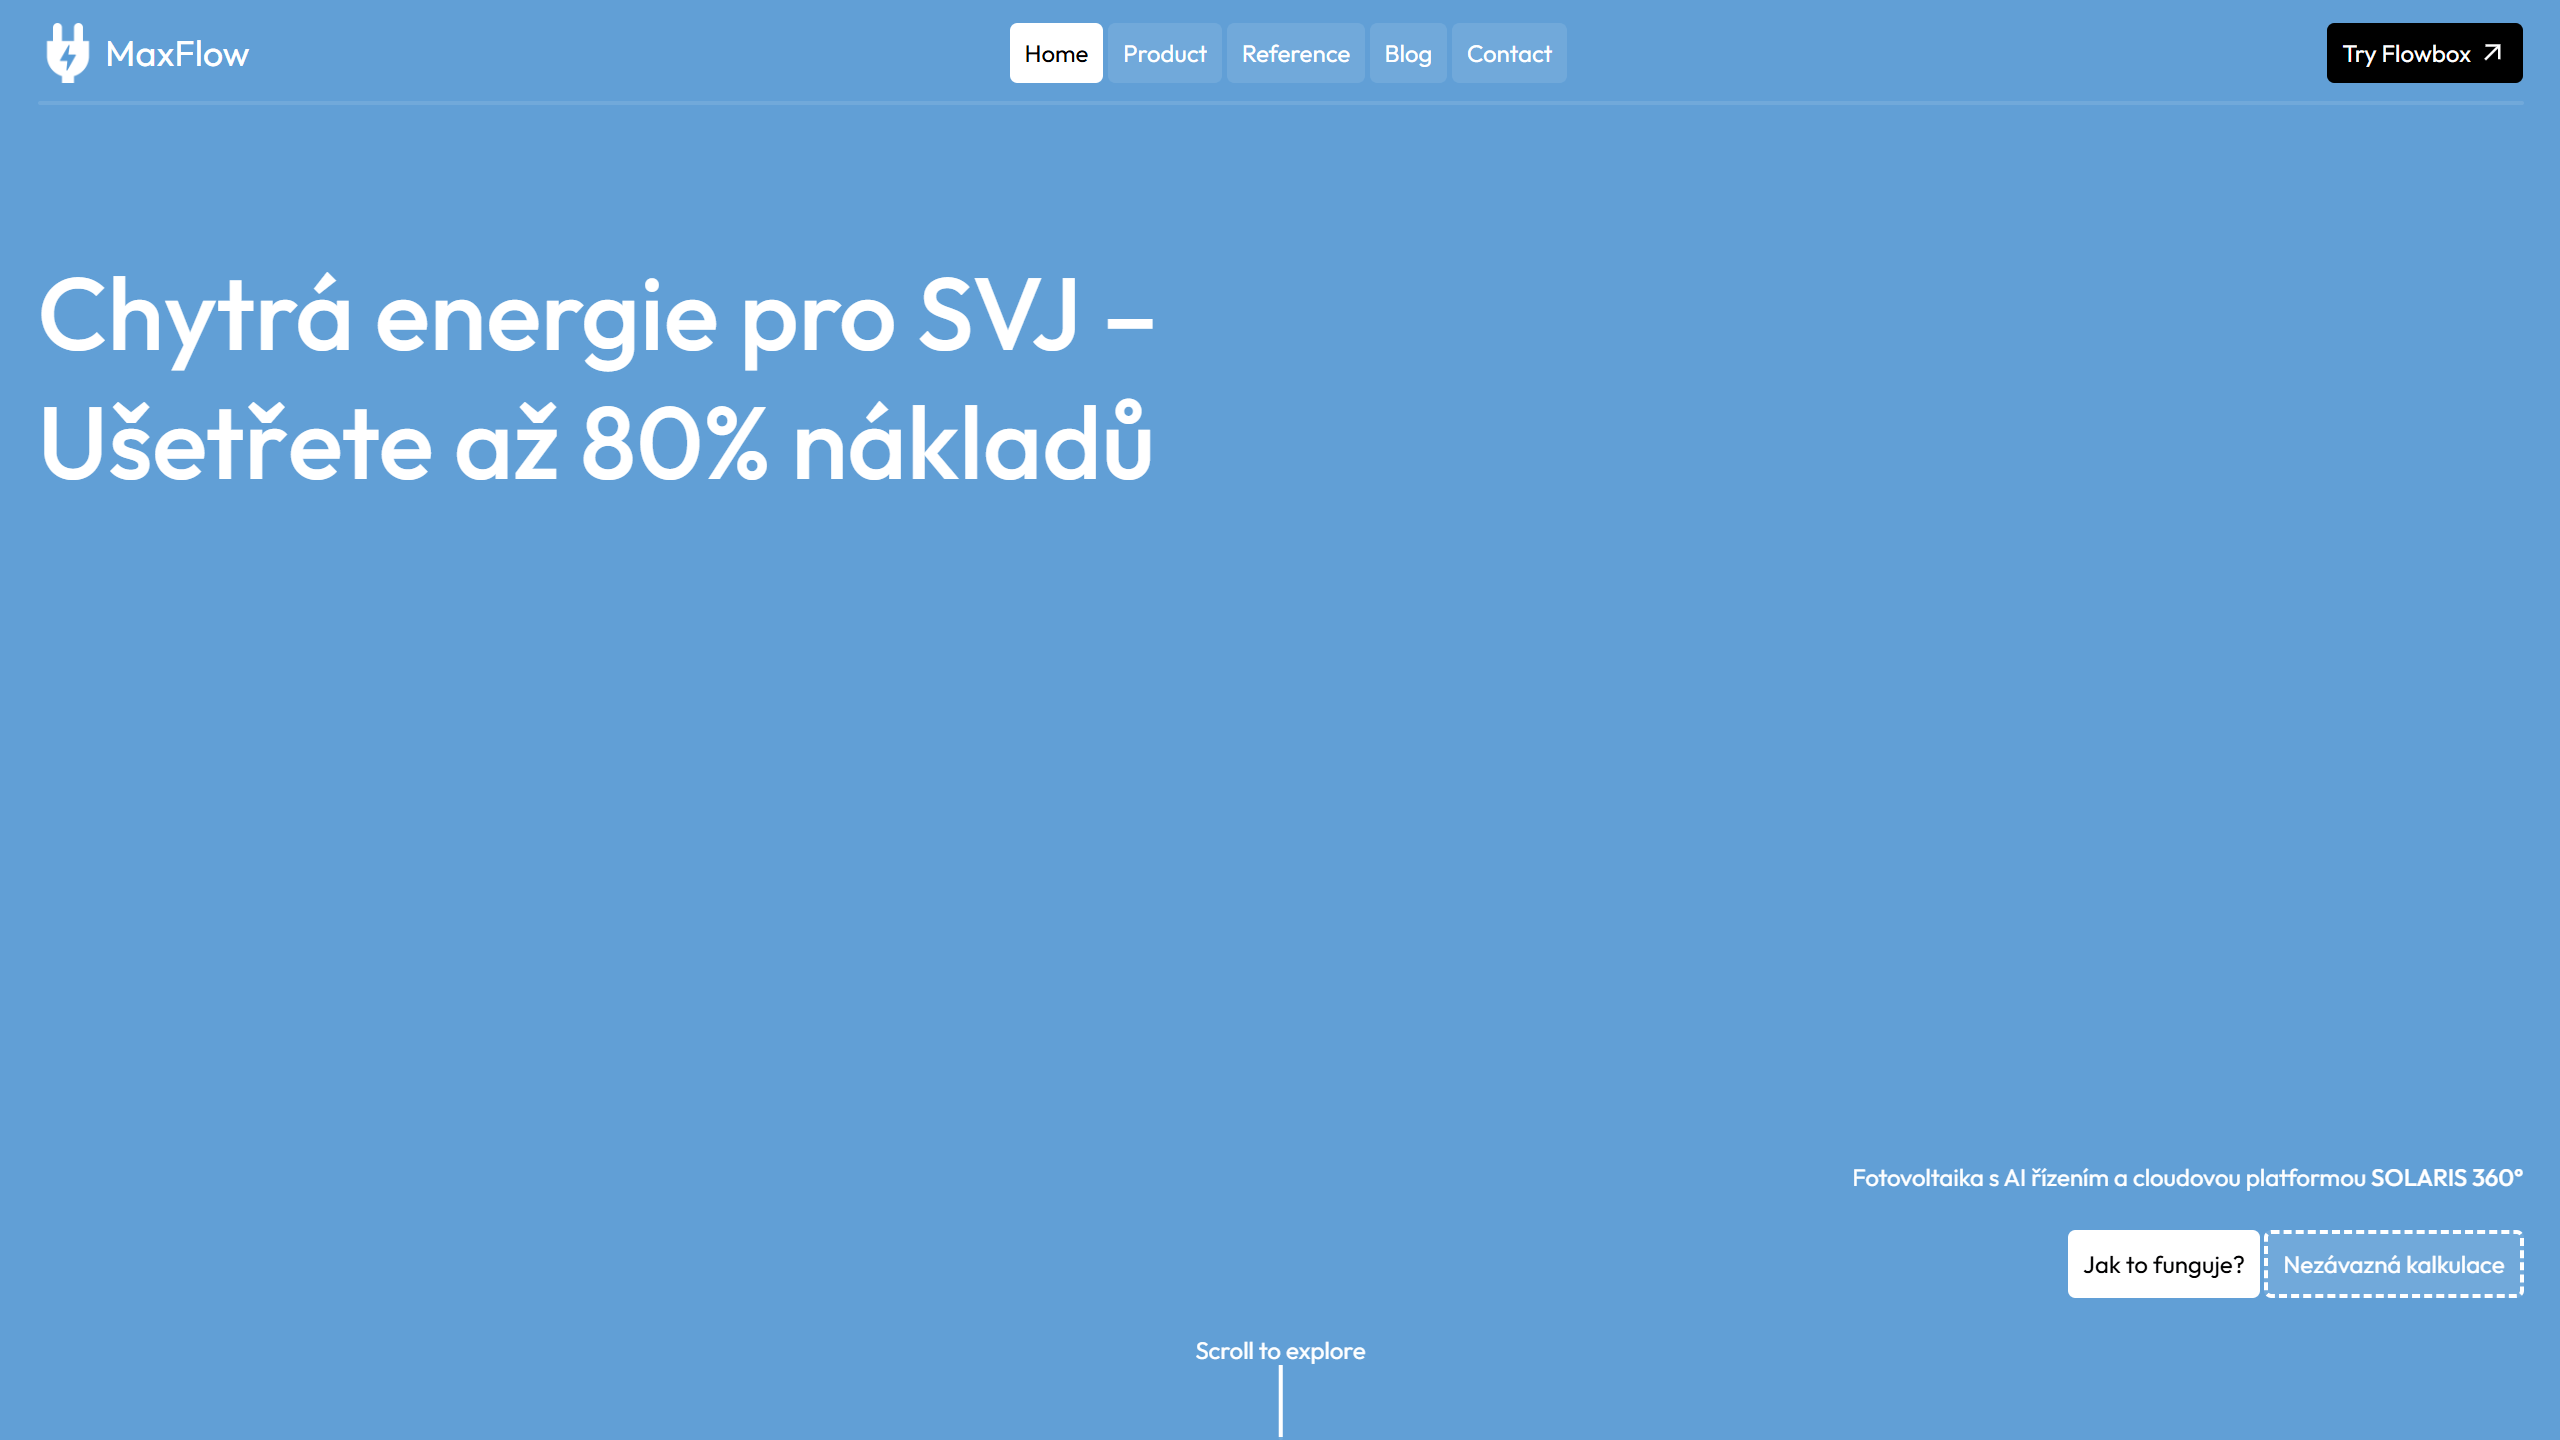 MaxFlow
Home
Product
Reference
Blog
Contact
Try Flowbox
Chytrá energie pro SVJ –
Ušetřete až 80% nákladů
Fotovoltaika s AI řízením a cloudovou platformou SOLARIS 360°
Jak to funguje?
Nezávazná kalkulace
Scroll to explore